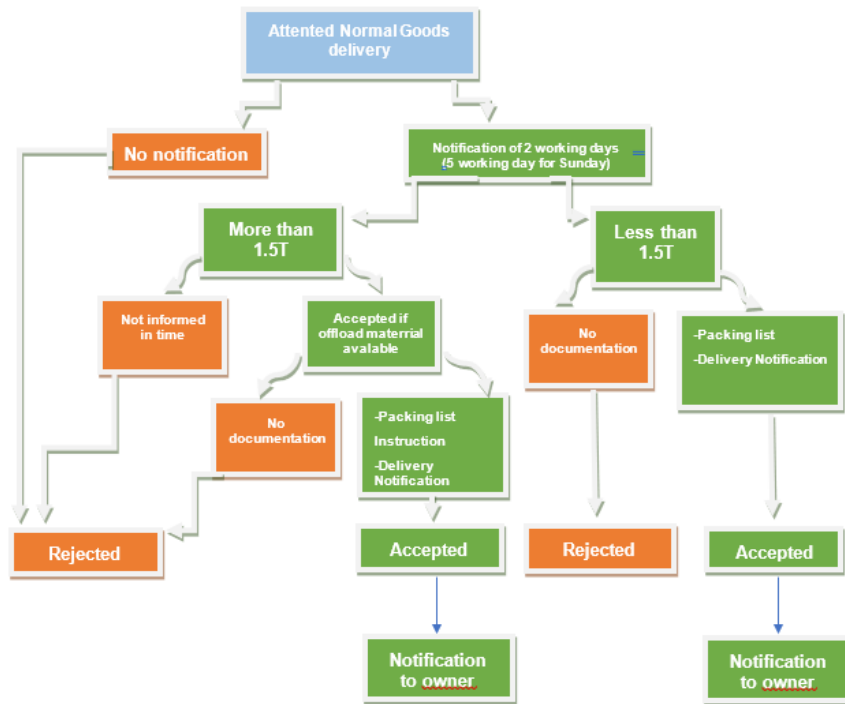 Attented Normal Goods
delivery
No notification
Notification of 2 working days
(5 working day for Sunday)
More than
1.5T
Less than
1.5T
Not informed
in time
Accepted if
offload materrial
avalable
No
documentation
-Packing list
-Delivery Notification
No
documentation
-Packing list
Instruction
-Delivery
Notification
Rejected
Accepted
Rejected
Accepted
Notification
to owner
Notification
to owner